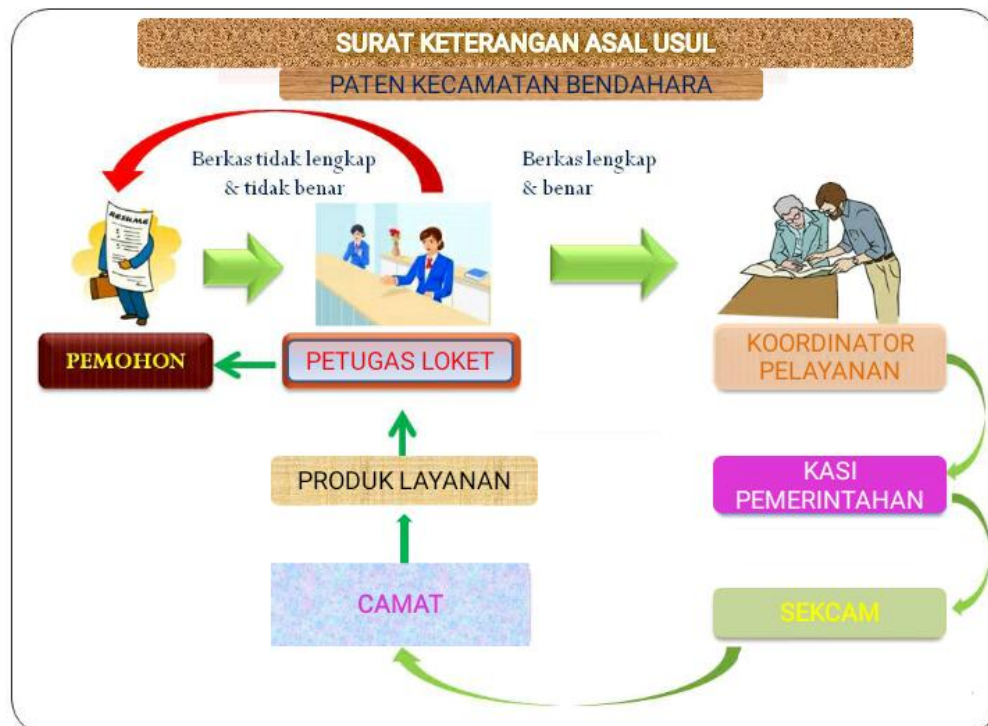 SURAT KETERANGAN ASAL USUL
PATEN KECAMATAN BENDAHARA
Berkas tidak lengkap
& tidak benar
Berkas lengkap
& benar
RESUME
PEMOHON
PETUGAS LOKET
KOORDINATOR
PELAYANAN
PRODUK LAYANAN
KASI
PEMERINTAHAN
CAMAT
SEKCAM